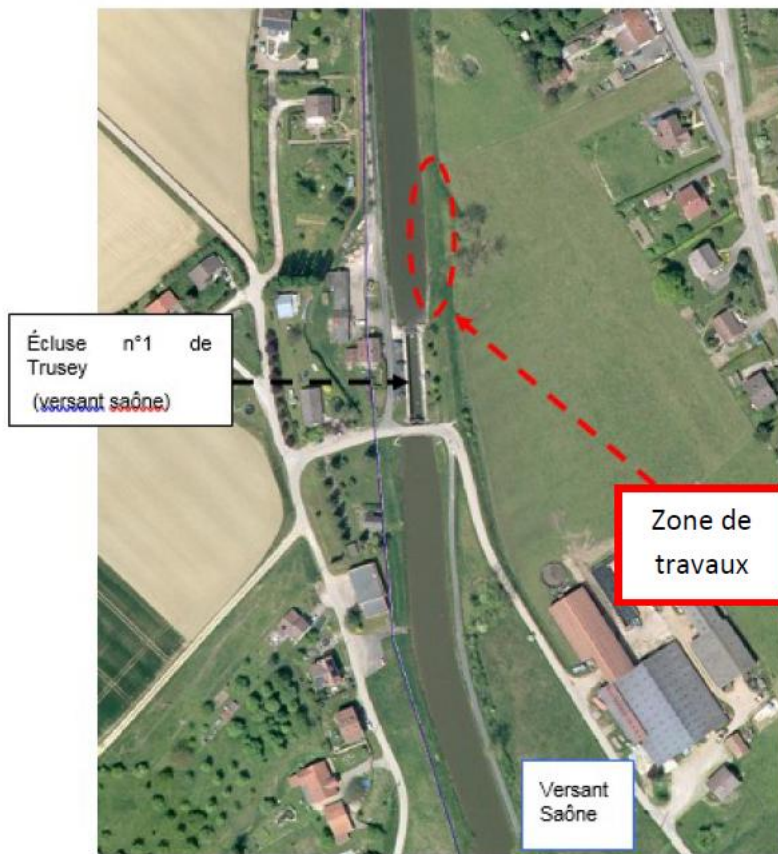 Écluse n°1 de
Trusey
(versant saône)
Zone de
travaux
Versant
Saône